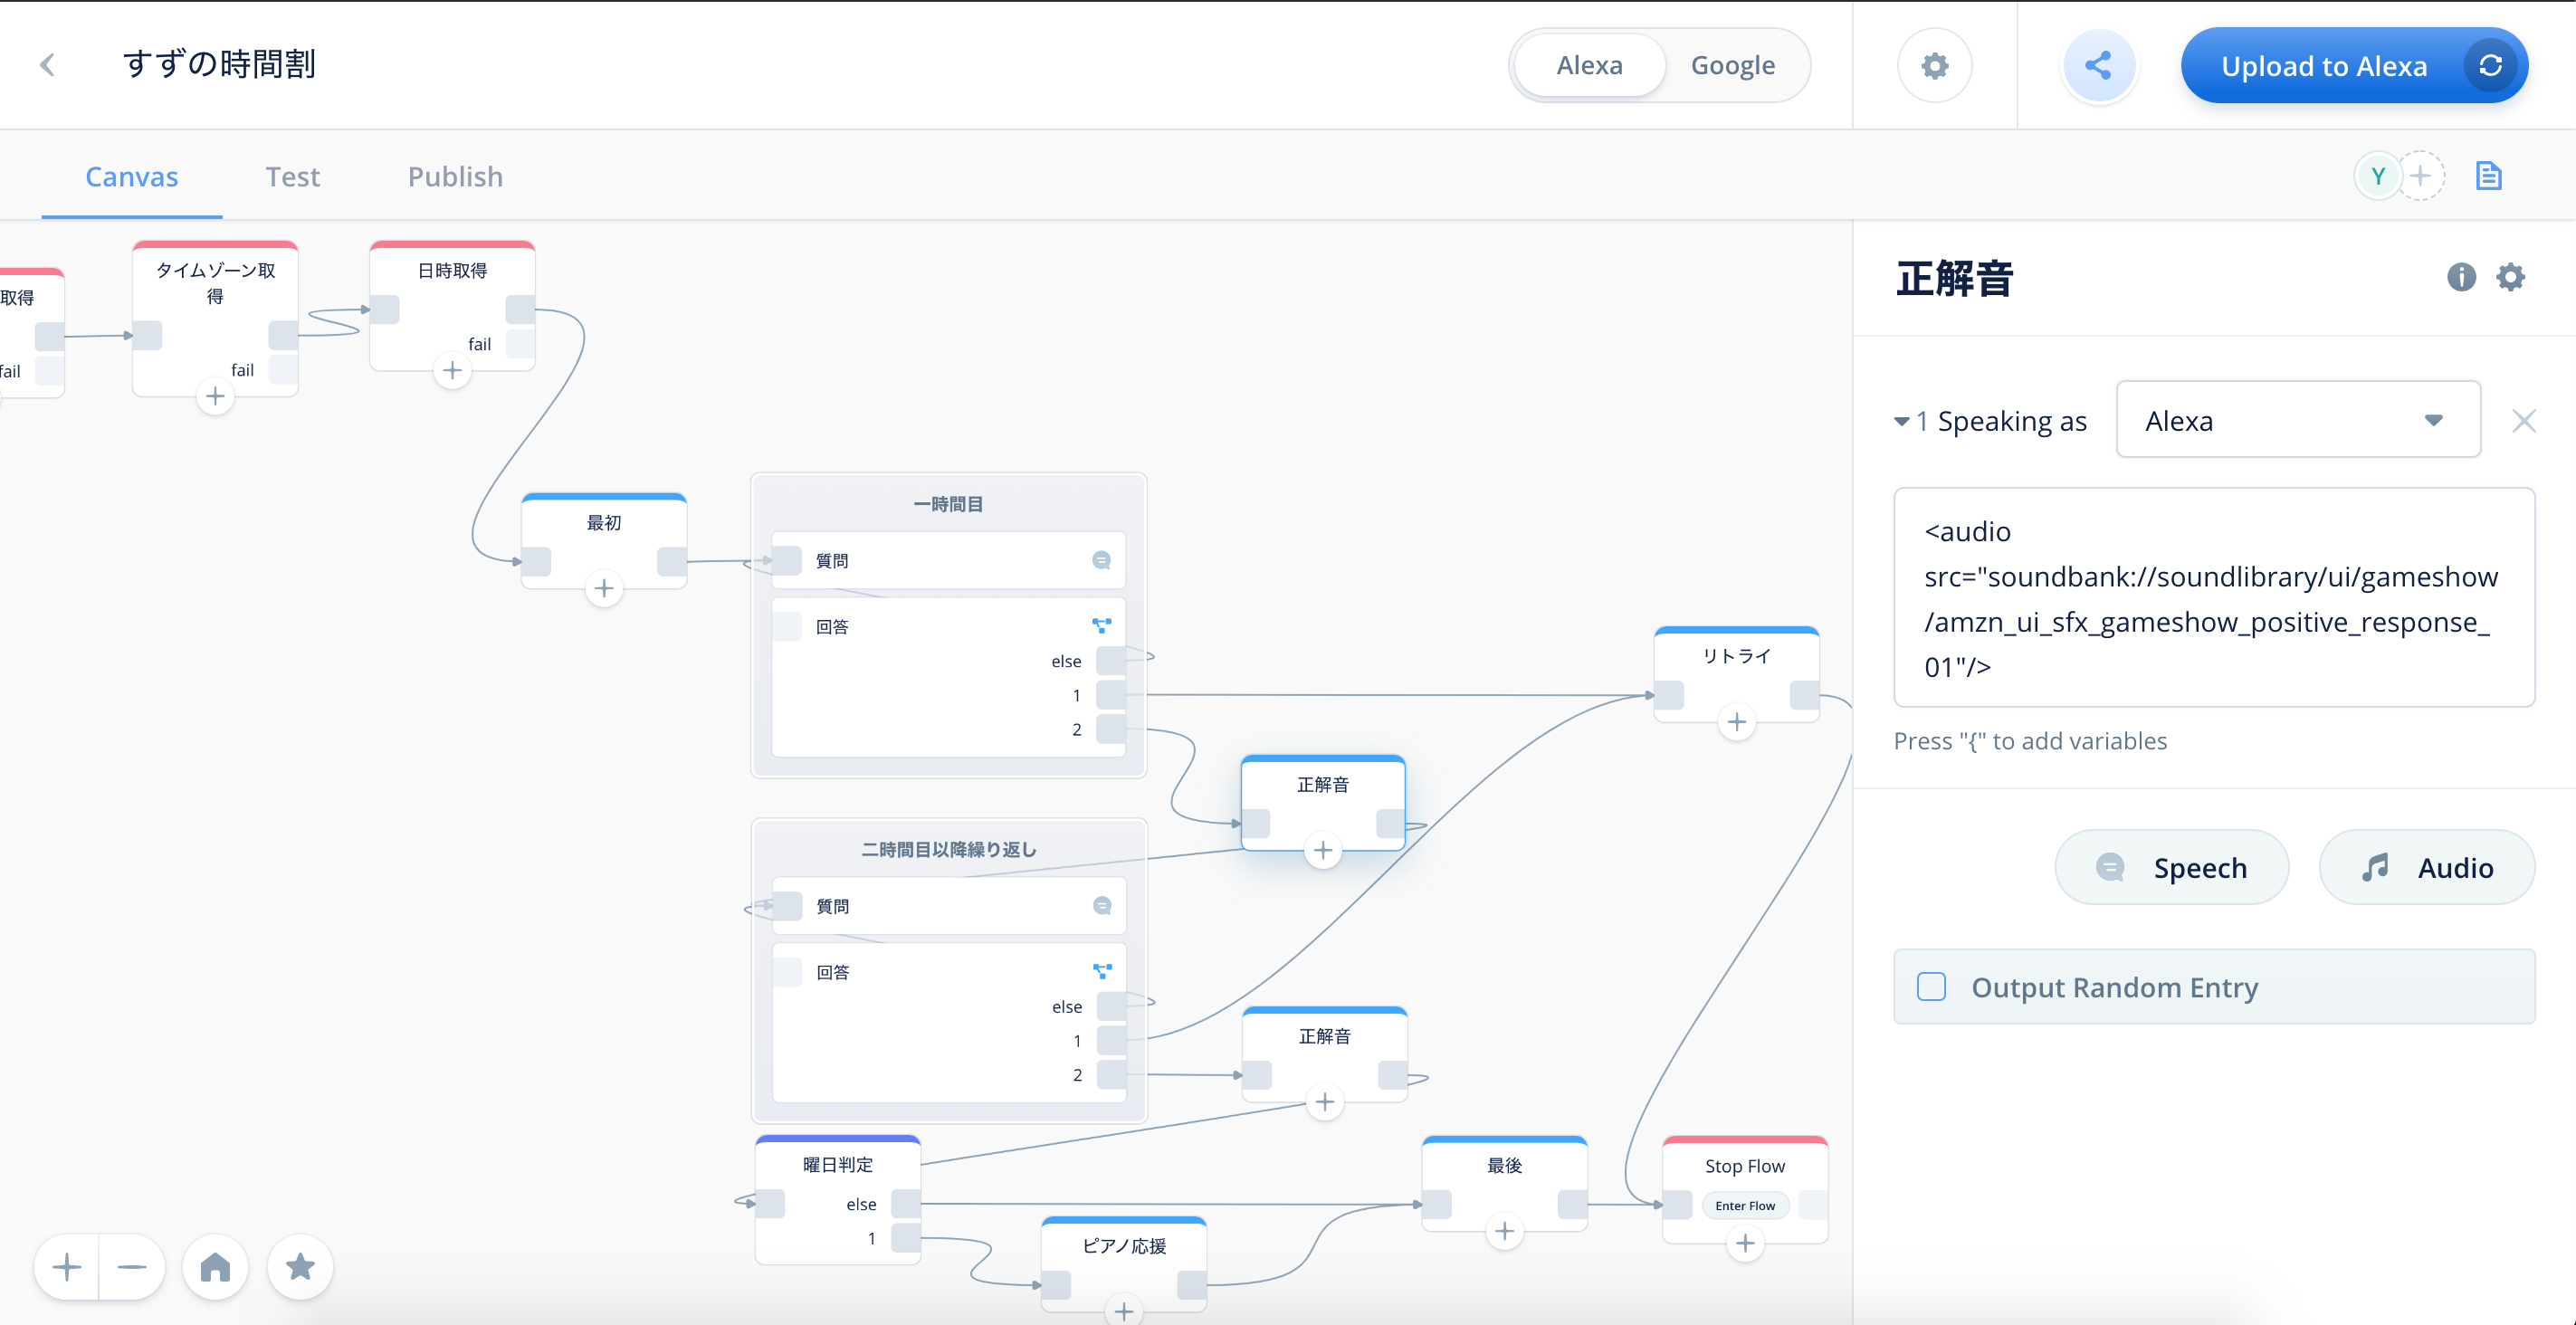 すずの時間割
Alexa
Google
Upload to Alexa
Canvas
Test
Publish
Y
取得
fail
タイムゾーン取
得
fail
日時取得
fail
最初
一時間目
質問
回答
else
1
2
正解音
リトライ
二時間目以降繰り返し
質問
回答
else
1
2
正解音
曜日判定
else
1
ピアノ応援
最後
Stop Flow
Enter Flow
正解音
1 Speaking as
Alexa
<audio
src="soundbank://soundlibrary/ui/gameshow
/amzn_ui_sfx_gameshow_positive_response_
01"/>
Press "{" to add variables
Speech
Audio
Output Random Entry